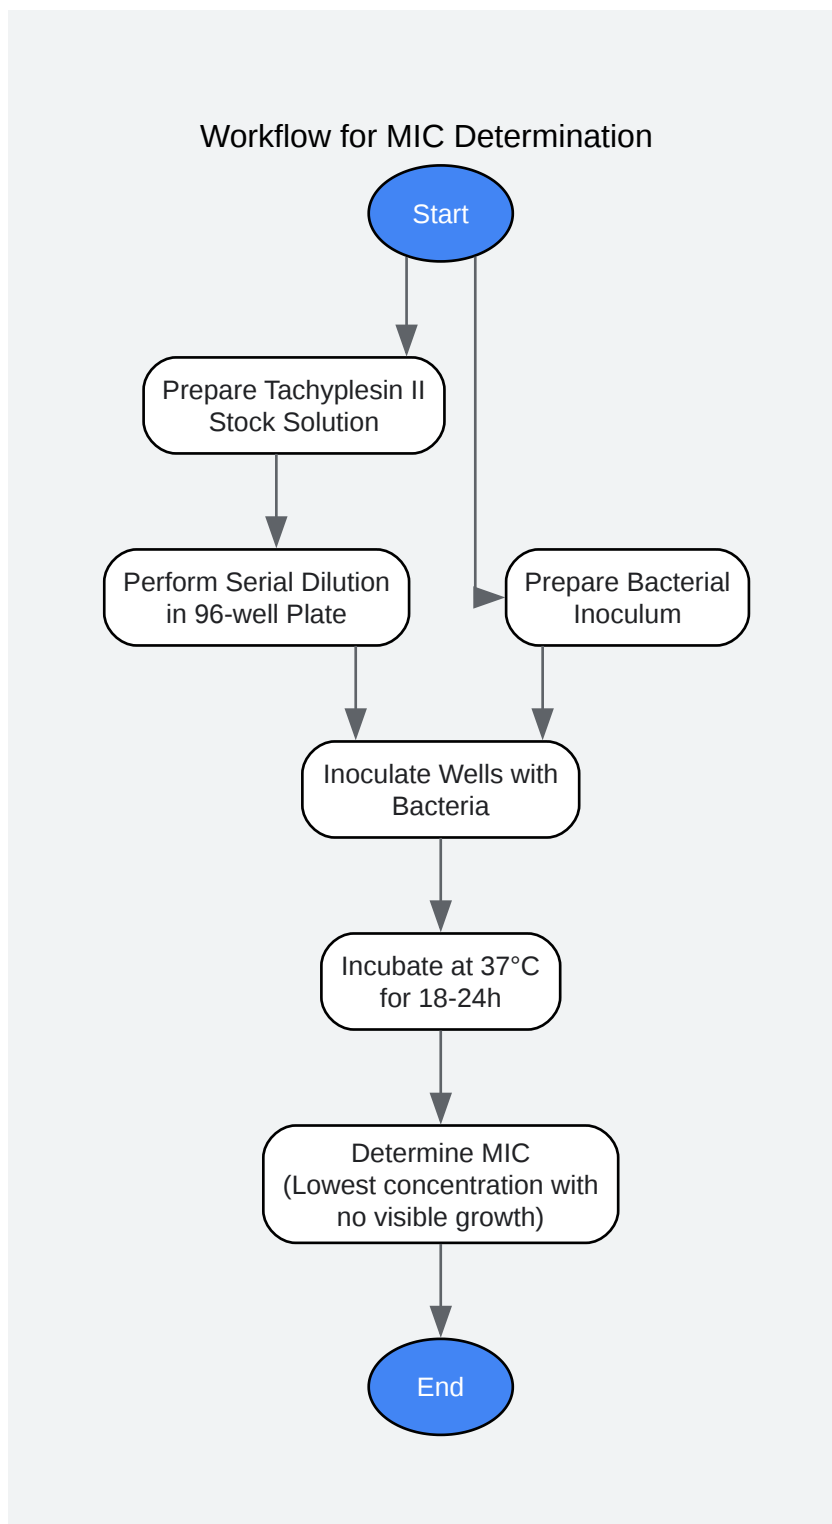 Workflow for MIC Determination
Start
Prepare Tachyplesin II
Stock Solution
Perform Serial Dilution
in 96-well Plate
Prepare Bacterial
Inoculum
Inoculate Wells with
Bacteria
Incubate at 37°C
for 18-24h
Determine MIC
(Lowest concentration with
no visible growth)
End